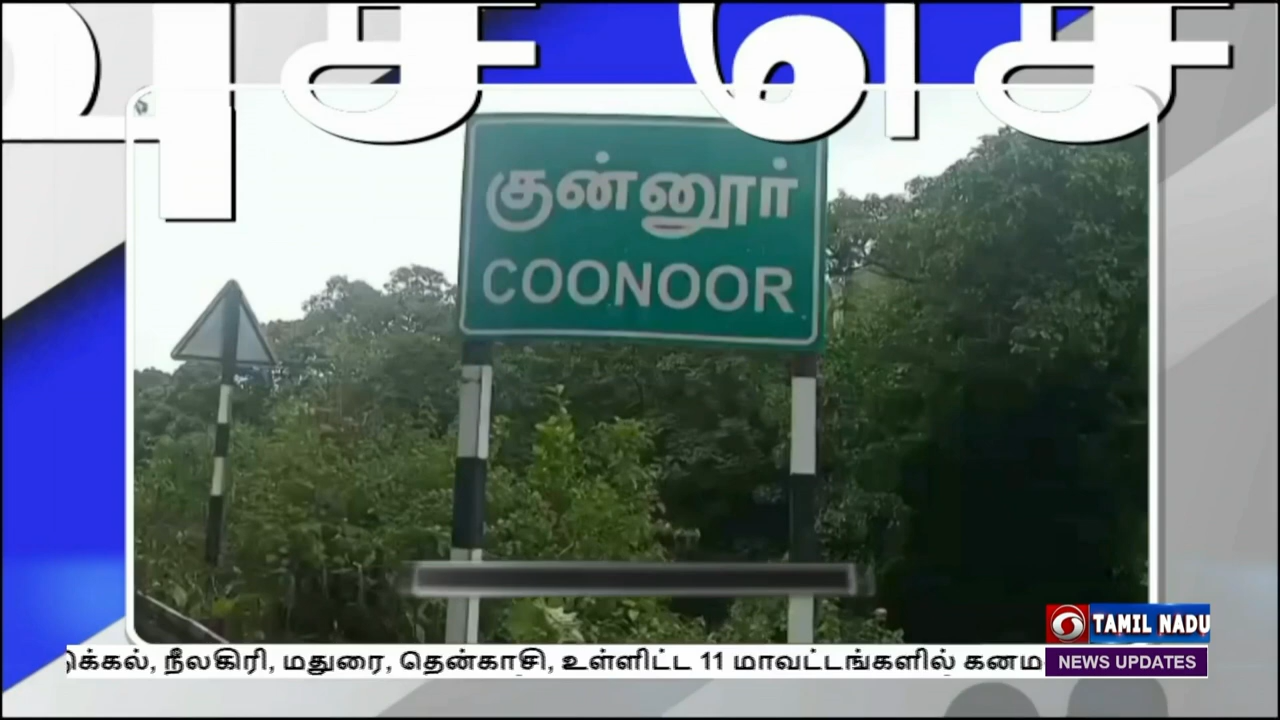 குன்னூர்
COONOOR
TAMIL NADU
நீலகிரி, மதுரை, தென்காசி, உள்ளிட்ட 11 மாவட்டங்களில்
NEWS UPDATES